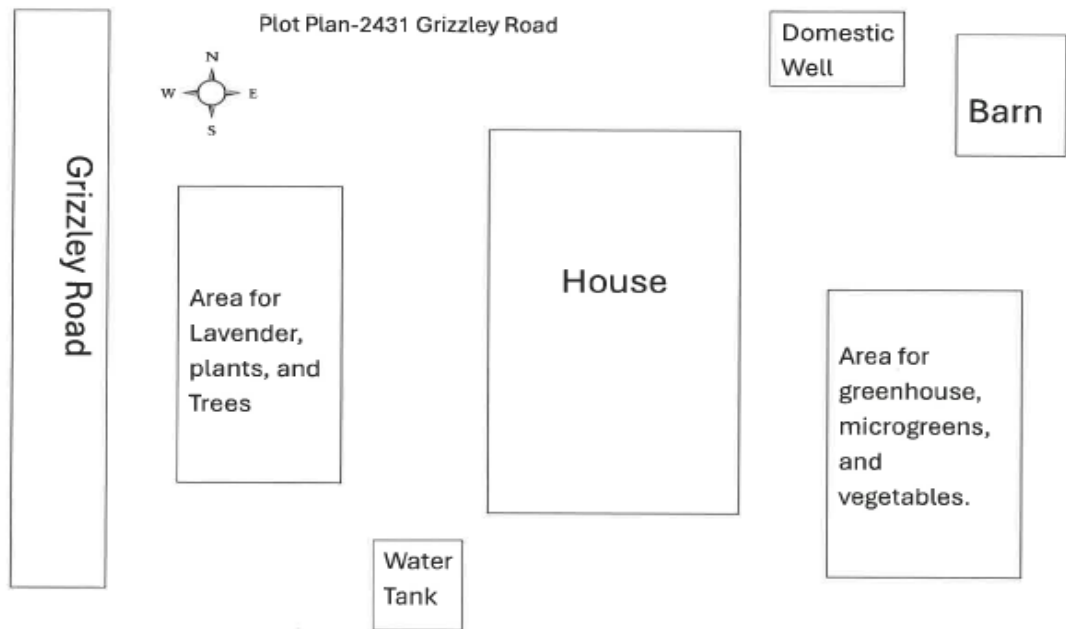 Plot Plan-2431 Grizzley Road
N
W E
S
Domestic
Well
Barn
Grizzley Road
House
Area for
Lavender,
plants, and
Trees
Area for
greenhouse,
microgreens,
and
vegetables.
Water
Tank